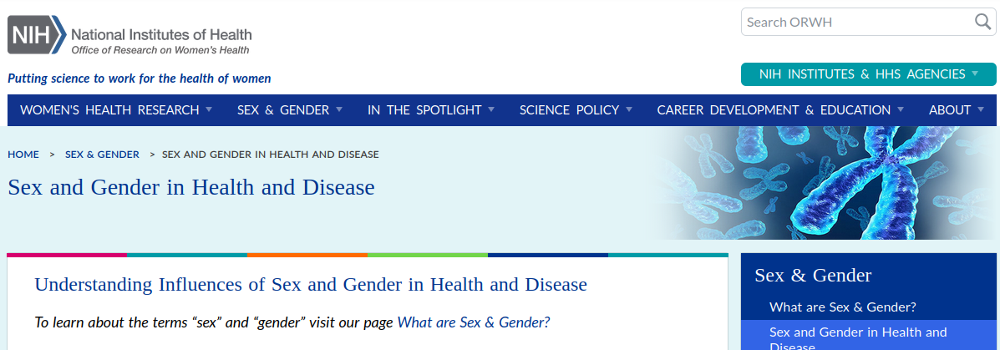 NIH
National Institutes of Health
Office of Research on Women's Health
Search ORWH
Putting science to work for the health of women
NIH INSTITUTES & HHS AGENCIES
WOMEN'S HEALTH RESEARCH SEX & GENDER IN THE SPOTLIGHT SCIENCE POLICY CAREER DEVELOPMENT & EDUCATION ABOUT
HOME > SEX & GENDER > SEX AND GENDER IN HEALTH AND DISEASE
Sex and Gender in Health and Disease
Understanding Influences of Sex and Gender in Health and Disease
To learn about the terms “sex” and “gender” visit our page What are Sex & Gender?
Sex & Gender
What are Sex & Gender?
Sex and Gender in Health and
Disease